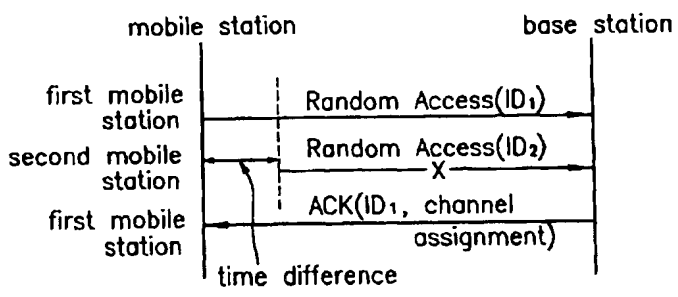 mobile station
base station
first mobile
station
Random Access(ID₁)
second mobile
station
Random Access(ID₂)
X
first mobile
station
ACK(ID₁, channel
assignment)
time difference